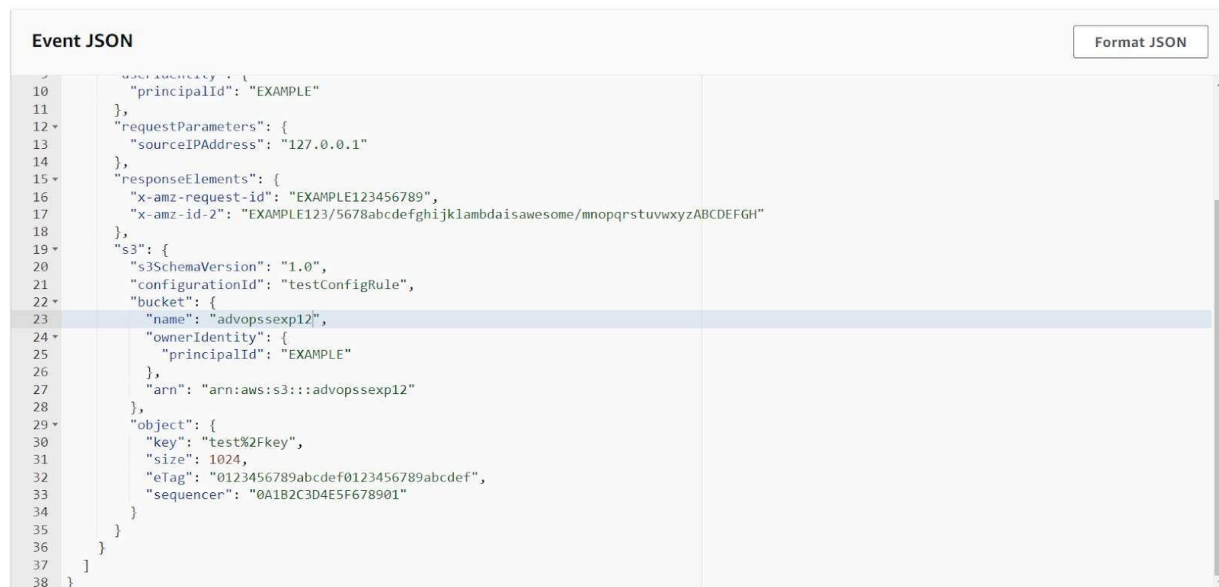 Event JSON
Format JSON
10 "principalId": "EXAMPLE"
11 },
12 "requestParameters": {
13 "sourceIPAddress": "127.0.0.1"
14 },
15 "responseElements": {
16 "x-amz-request-id": "EXAMPLE123456789",
17 "x-amz-id-2": "EXAMPLE123/5678abcdefghijklambdaisawesome/mnopqrstuvwxyzABCDEFGH"
18 },
19 "s3": {
20 "s3SchemaVersion": "1.0",
21 "configurationId": "testConfigRule",
22 "bucket": {
23 "name": "advopssexp12",
24 "ownerIdentity": {
25 "principalId": "EXAMPLE"
26 },
27 "arn": "arn:aws:s3:::advopssexp12"
28 },
29 "object": {
30 "key": "test%2Fkey",
31 "size": 1024,
32 "eTag": "0123456789abcdef0123456789abcdef",
33 "sequencer": "0A1B2C3D4E5F678901"
34 }
35 }
36 }
37 ]
38 }